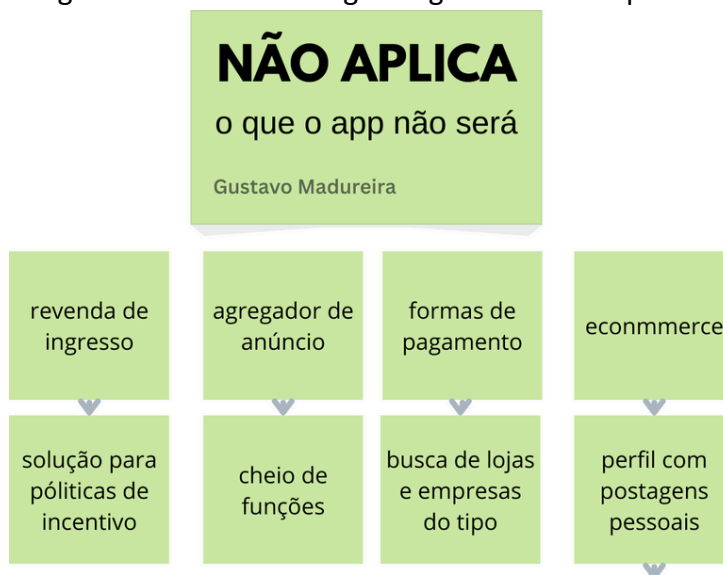 NÃO APLICA
o que o app não será
Gustavo Madureira
revenda de
ingresso
agregador de
anúncio
formas de
pagamento
econmmerce
solução para
póliticas de
incentivo
cheio de
funções
busca de lojas
e empresas
do tipo
perfil com
postagens
pessoais